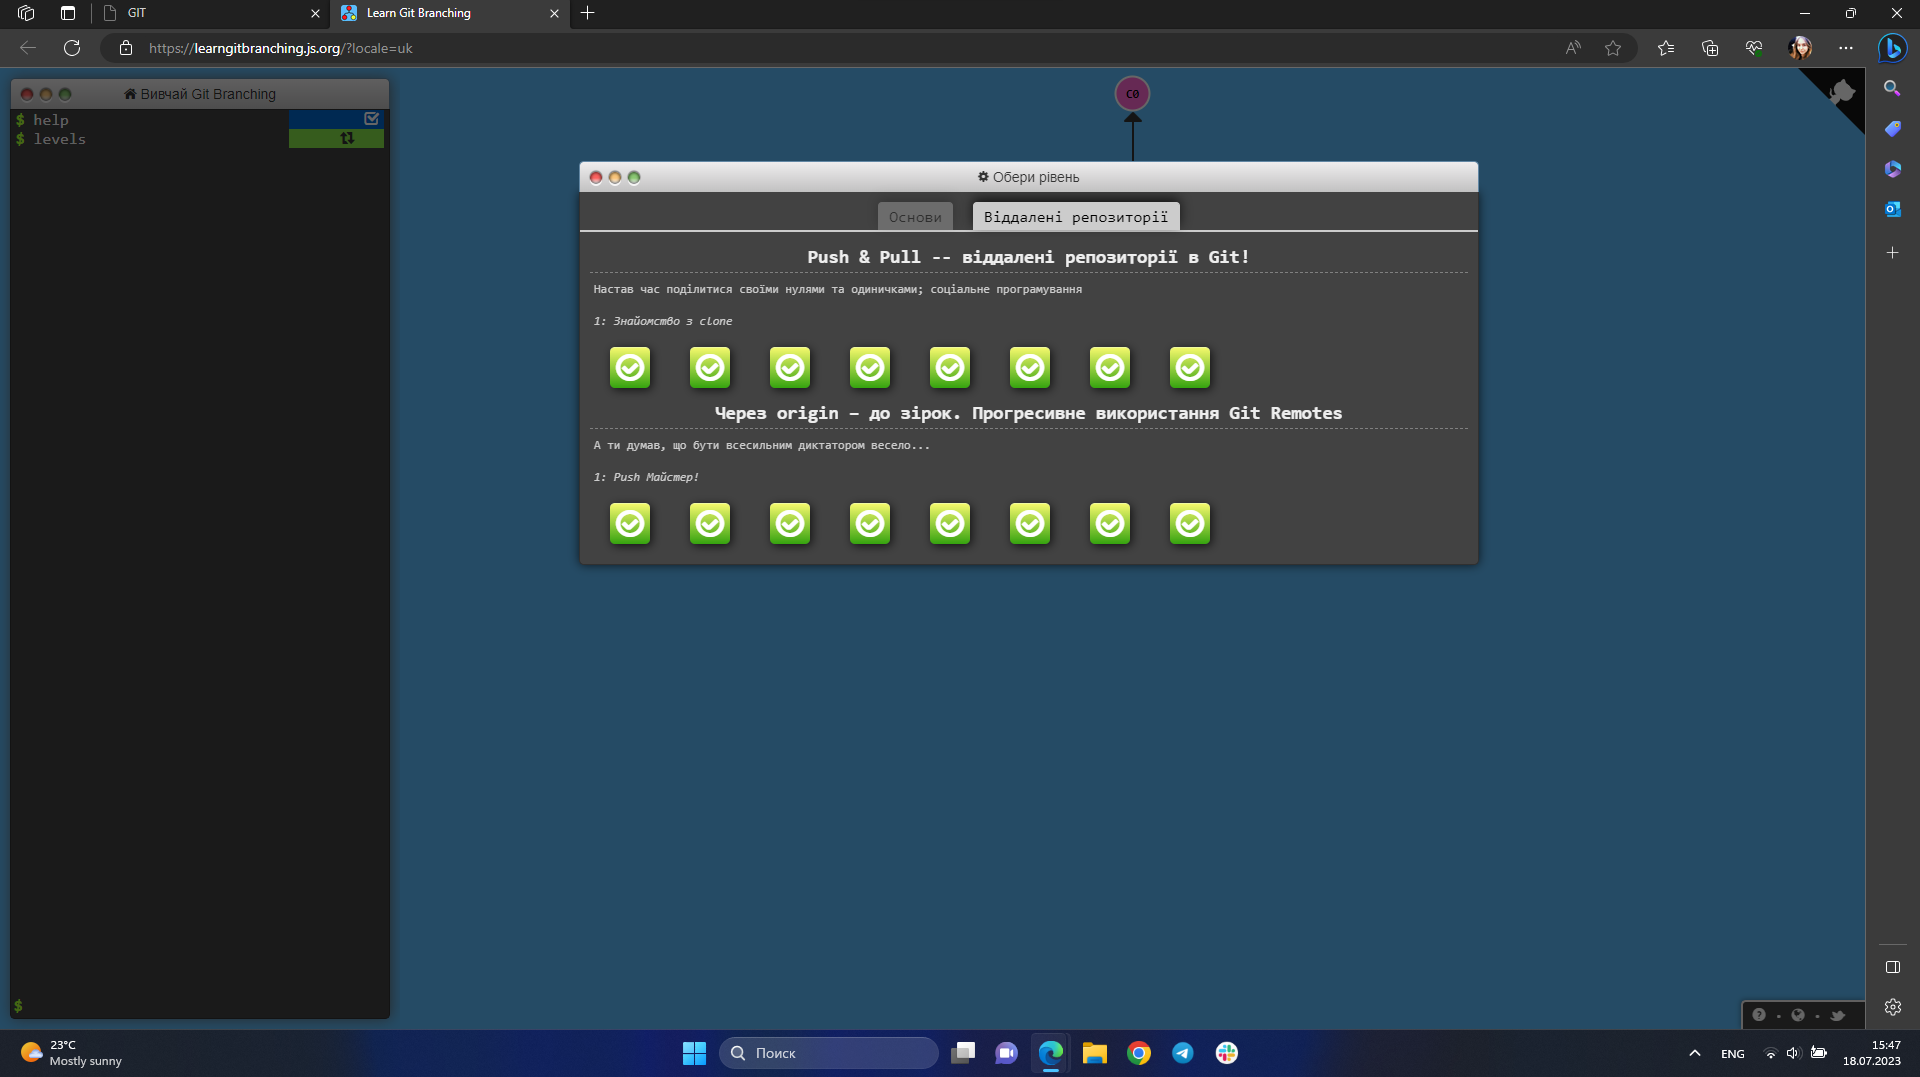 GIT
Learn Git Branching
https://learngitbranching.js.org/?locale=uk
Вивчай Git Branching
$ help
$ levels
$
C0
Обери рівень
Основи
Віддалені репозиторії
Push & Pull -- віддалені репозиторії в Git!
Настав час поділитися своїми нулями та одиничками; соціальне програмування
1: Знайомство з clone
Через origin – до зірок. Прогресивне використання Git Remotes
А ти думав, що бути всесильним диктатором весело...
1: Push Майстер!
23°C
Mostly sunny
Поиск
ENG
15:47
18.07.2023